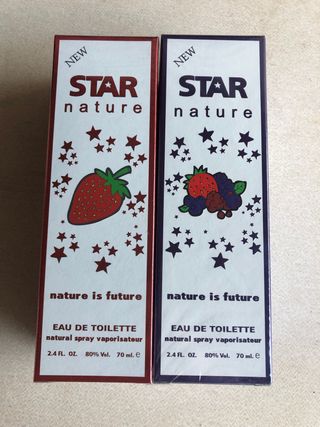 NEW
STAR
nature
nature is future
EAU DE TOILETTE
natural spray vaporisateur
2.4 FL. OZ. 80% Vol. 70 ml. e
NEW
STAR
nature
nature is future
EAU DE TOILETTE
natural spray vaporisateur
2.4 FL. OZ. 80% Vol. 70 ml. e